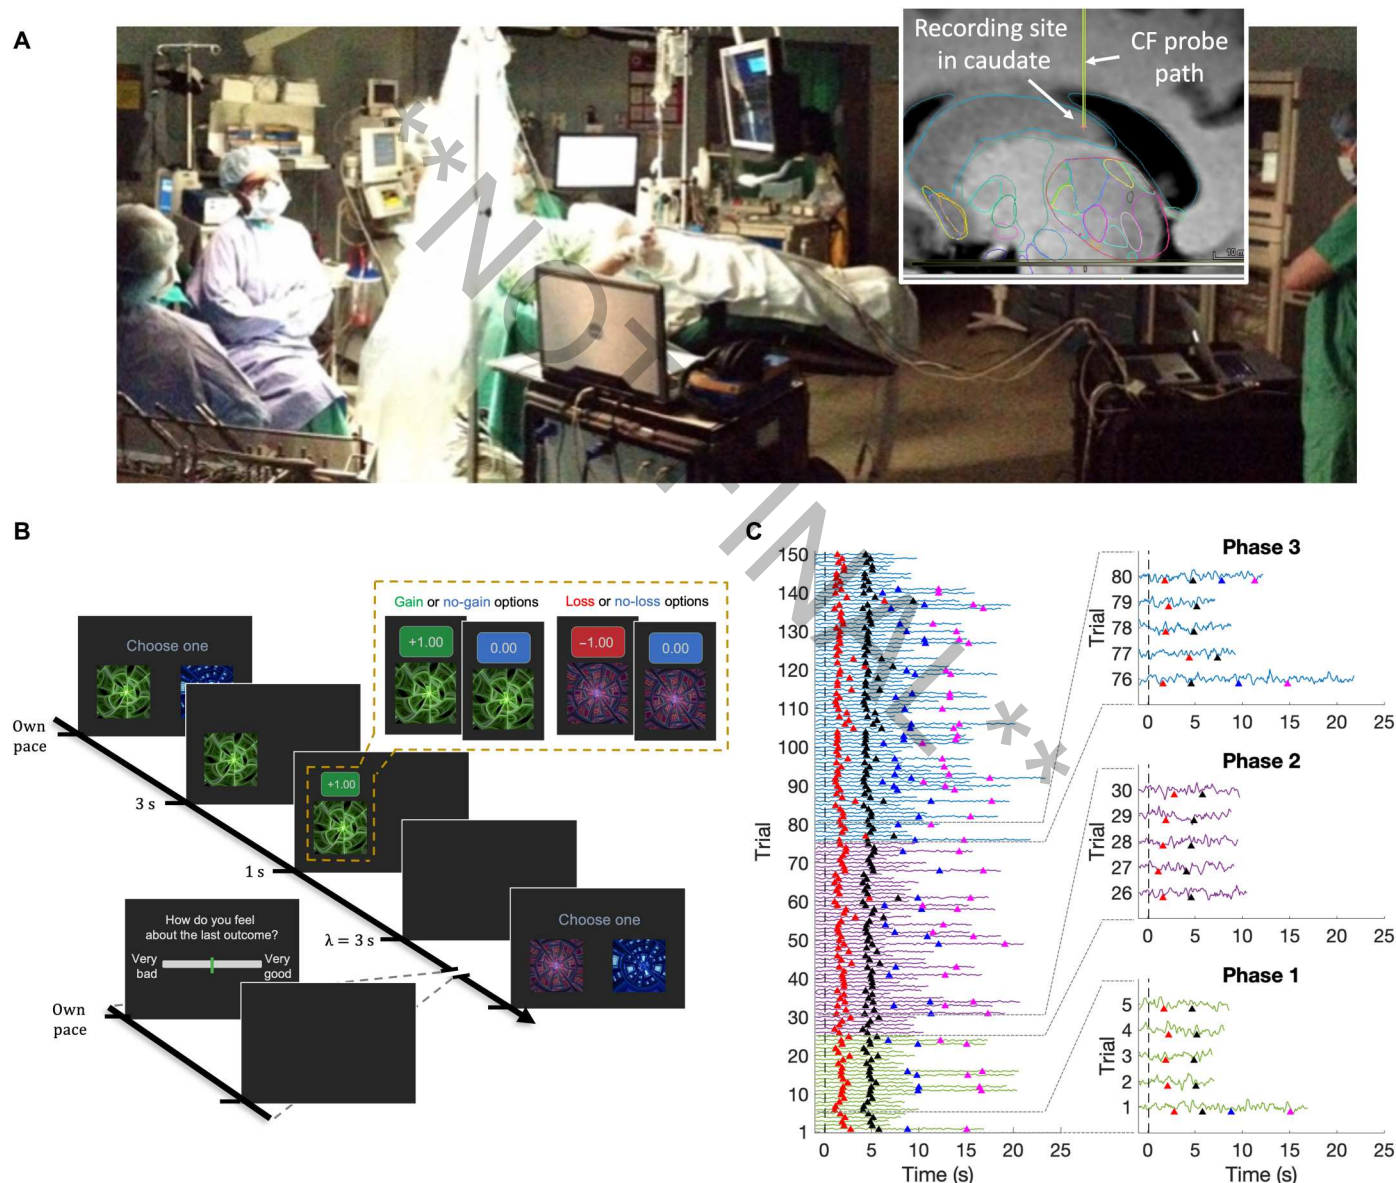 A
Recording site
in caudate
CF probe
path
10 m
**NOT FINAL**
B
Gain or no-gain options
Loss or no-loss options
+1.00
0.00
−1.00
0.00
Choose one
Own
pace
+1.00
3 s
1 s
λ = 3 s
Choose one
How do you feel
about the last outcome?
Very
bad
Very
good
Own
pace
C
Trial
150
140
130
120
110
100
90
80
70
60
50
40
30
20
10
1
0
5
10
15
20
25
Time (s)
Phase 3
Trial
80
79
78
77
76
0
5
10
15
20
25
Phase 2
Trial
30
29
28
27
26
0
5
10
15
20
25
Phase 1
Trial
5
4
3
2
1
0
5
10
15
20
25
Time (s)